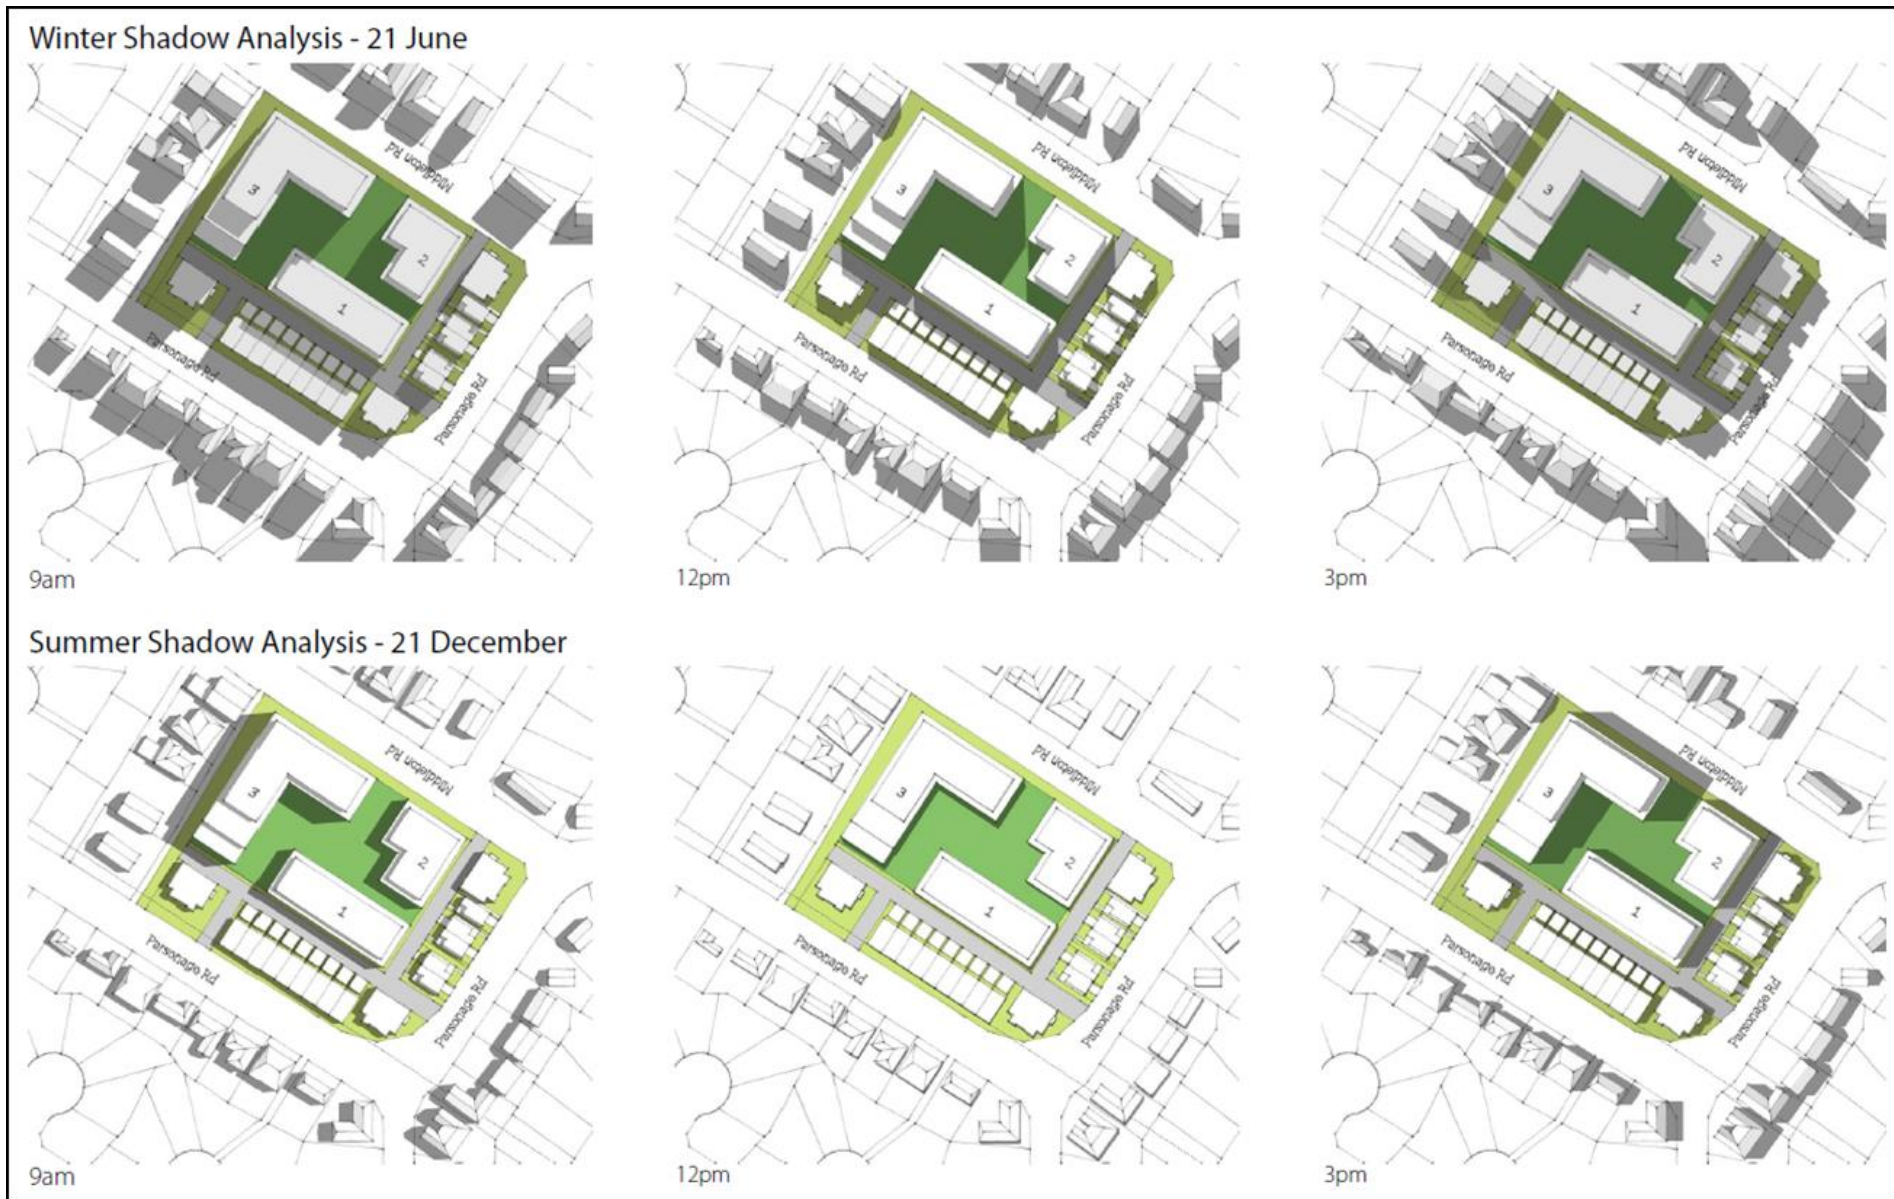 Winter Shadow Analysis - 21 June
Middleton Rd
3
2
1
Parsonage Rd
Parsonage Rd
9am
Middleton Rd
3
2
1
Parsonage Rd
Parsonage Rd
12pm
Middleton Rd
3
2
1
Parsonage Rd
Parsonage Rd
3pm
Summer Shadow Analysis - 21 December
Middleton Rd
3
2
1
Parsonage Rd
Parsonage Rd
9am
Middleton Rd
3
2
1
Parsonage Rd
Parsonage Rd
12pm
Middleton Rd
3
2
1
Parsonage Rd
Parsonage Rd
3pm